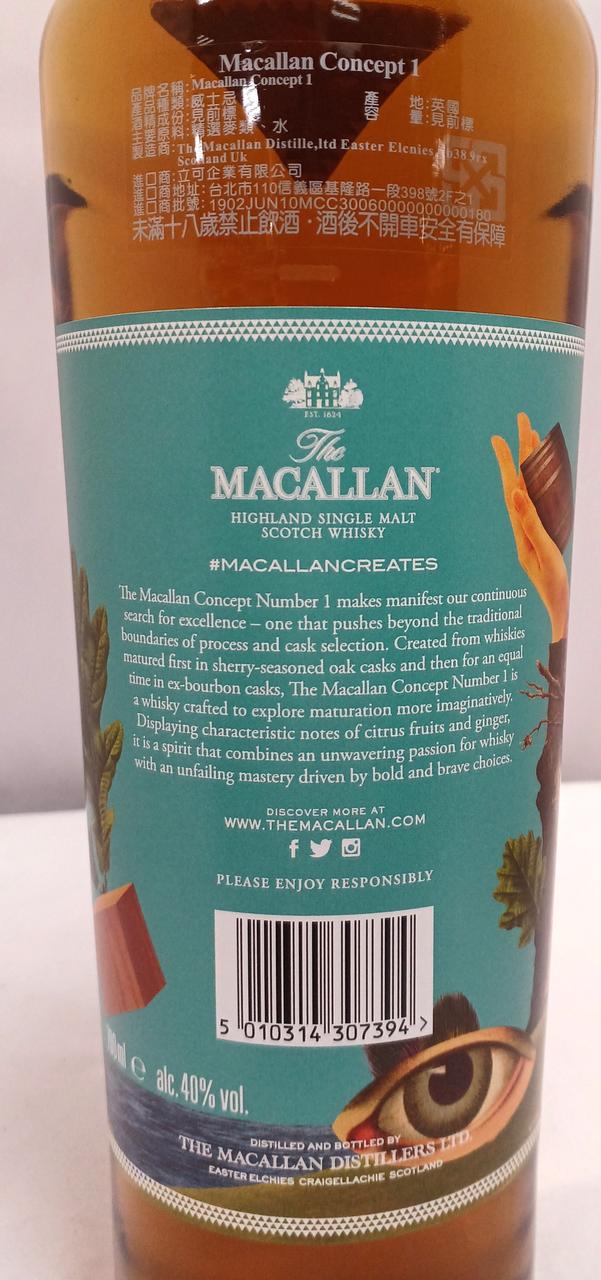 Macallan Concept 1
品牌名稱:Macallan Concept 1
品名種類:威士忌 產 地:英國
酒精成份:見前標 容 量:見前標
主要原料:精選麥類、水
製造商:The Macallan Distille,ltd Easter Elcnies Ab38 9rx
Scotland Uk
進口商:立可企業有限公司
進口商地址:台北市110信義區基隆路一段398號2F之1
進口商批號:1902JUN10MCC30060000000000180
未滿十八歲禁止飲酒·酒後不開車安全有保障
EST. 1824
The
MACALLAN
HIGHLAND SINGLE MALT
SCOTCH WHISKY
#MACALLANCREATES
The Macallan Concept Number 1 makes manifest our continuous
search for excellence – one that pushes beyond the traditional
boundaries of process and cask selection. Created from whiskies
matured first in sherry-seasoned oak casks and then for an equal
time in ex-bourbon casks, The Macallan Concept Number 1 is
a whisky crafted to explore maturation more imaginatively.
Displaying characteristic notes of citrus fruits and ginger,
it is a spirit that combines an unwavering passion for whisky
with an unfailing mastery driven by bold and brave choices.
DISCOVER MORE AT
WWW.THEMACALLAN.COM
PLEASE ENJOY RESPONSIBLY
5 010314 307394 >
700ml ℮ alc. 40% vol.
DISTILLED AND BOTTLED BY
THE MACALLAN DISTILLERS LTD.
EASTER ELCHIES CRAIGELLACHIE SCOTLAND